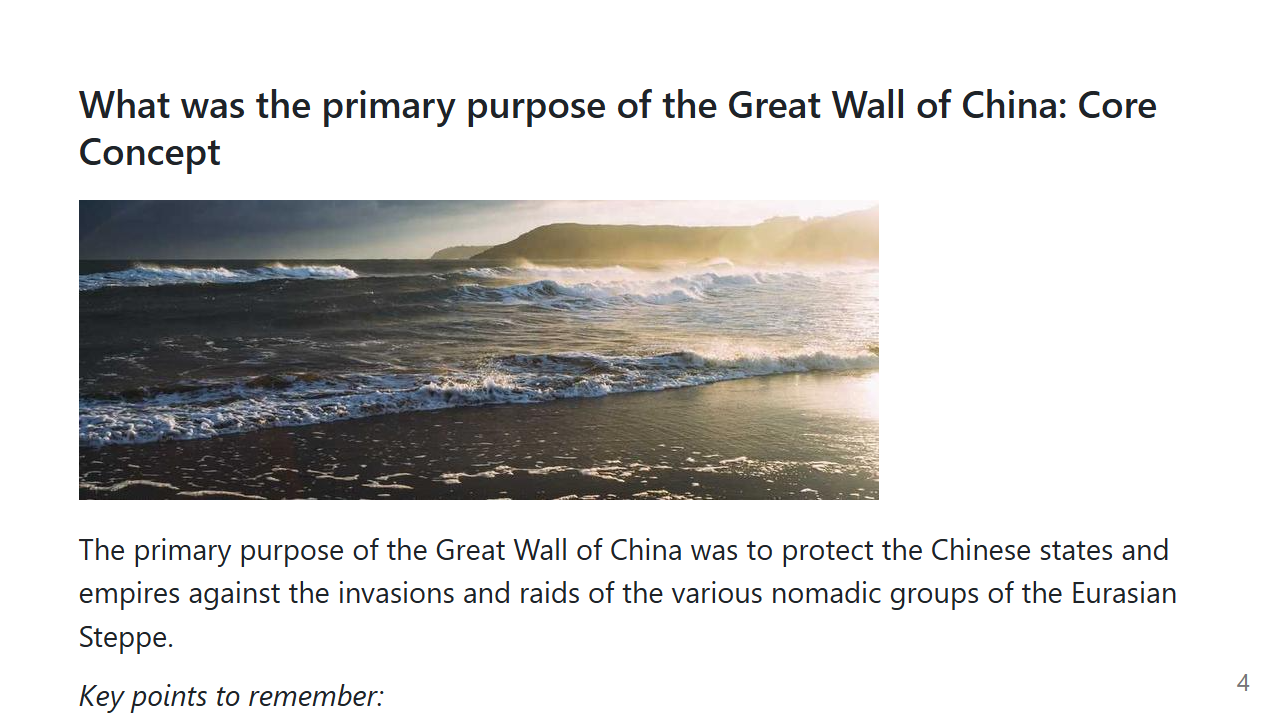 What was the primary purpose of the Great Wall of China: Core
Concept
The primary purpose of the Great Wall of China was to protect the Chinese states and
empires against the invasions and raids of the various nomadic groups of the Eurasian
Steppe.
Key points to remember:
4